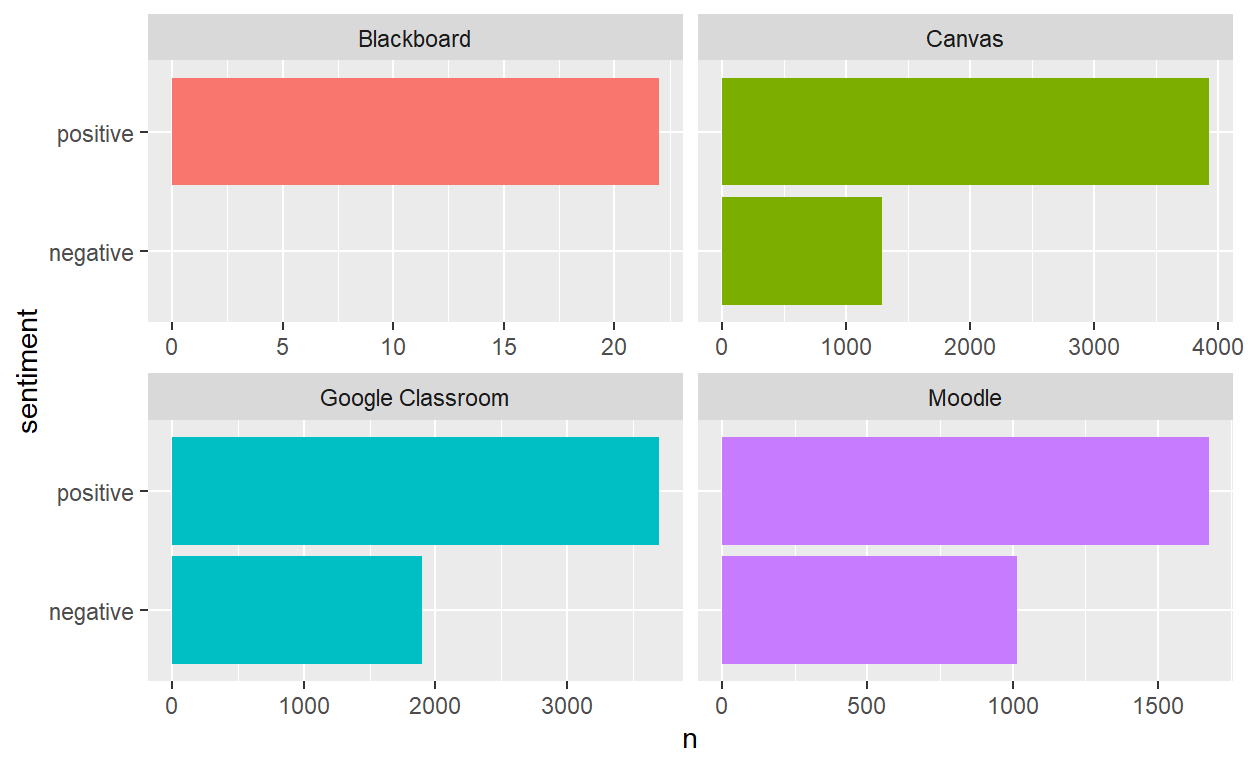 Blackboard
Canvas
positive
negative
0 5 10 15 20
0 1000 2000 3000 4000
sentiment
Google Classroom
Moodle
positive
negative
0 1000 2000 3000
0 500 1000 1500
n